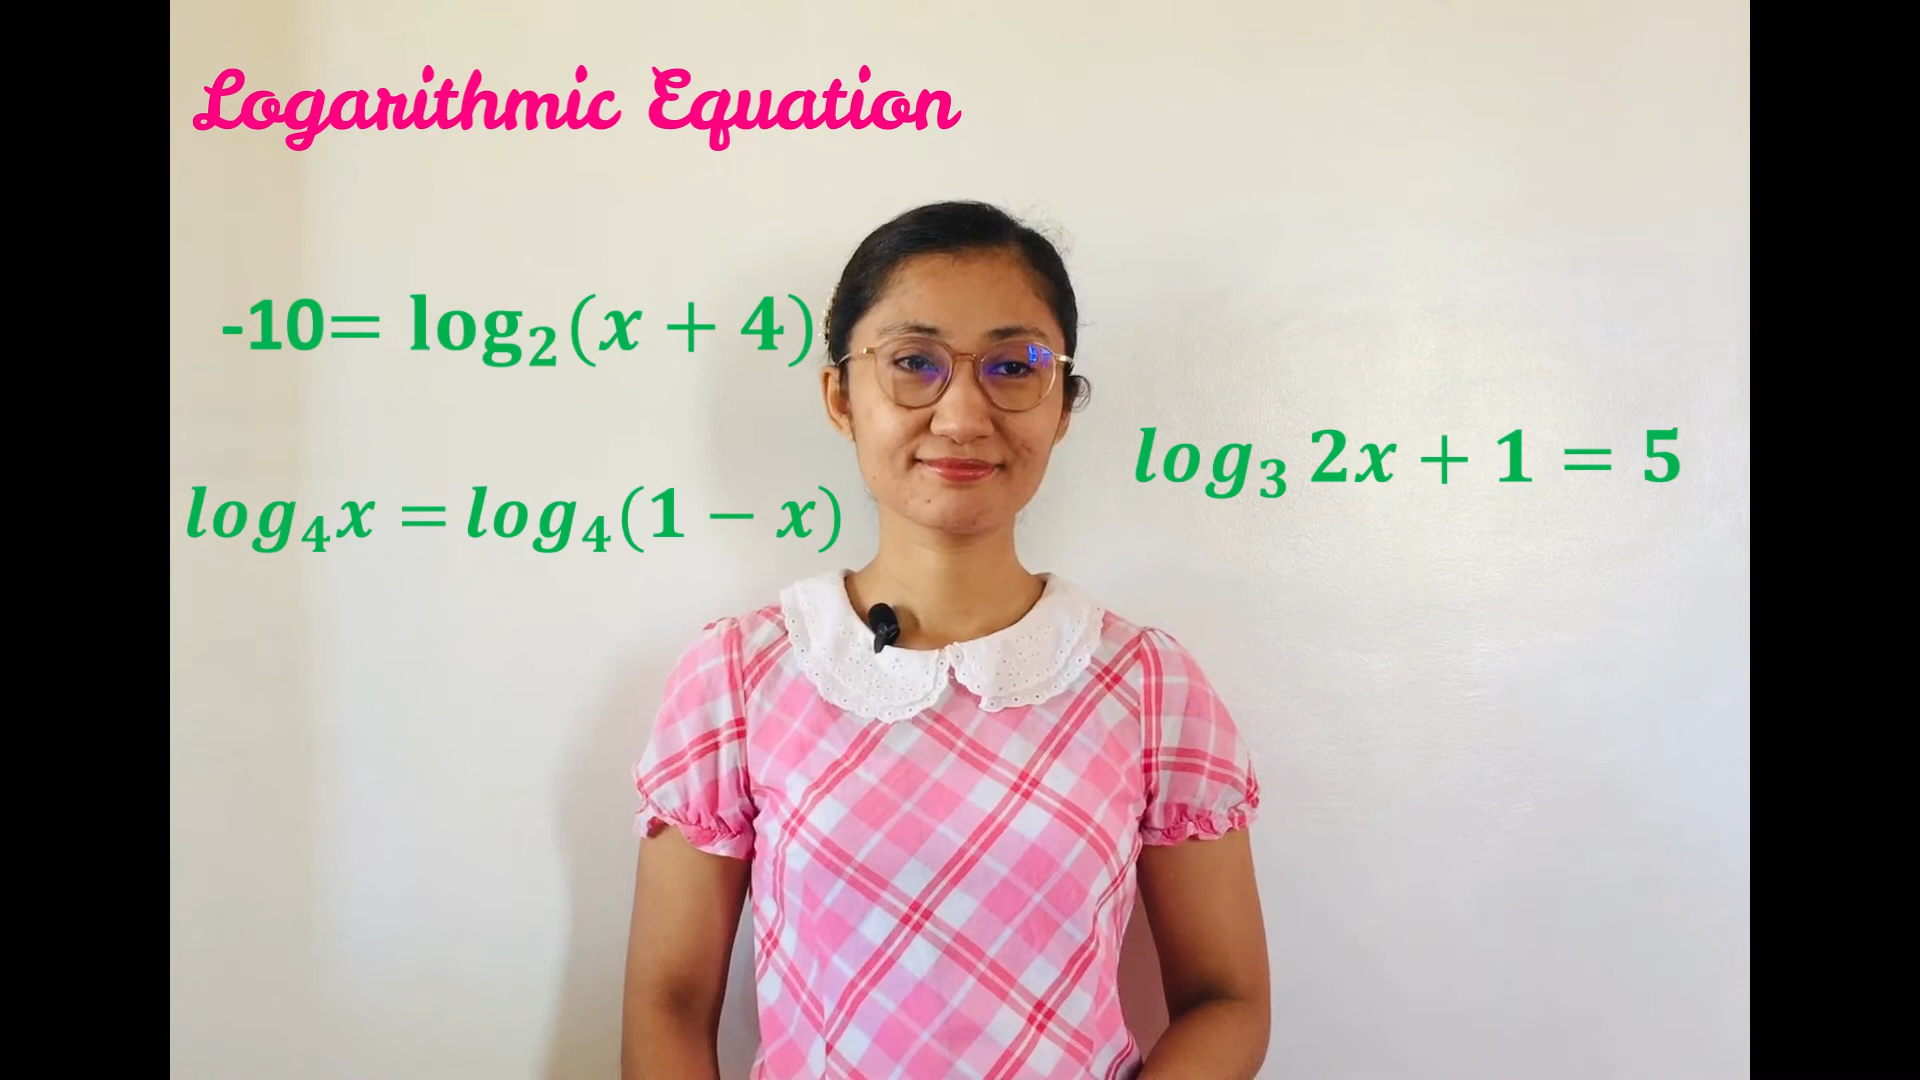 Logarithmic Equation
-10= log₂(x + 4)
log₄x = log₄(1 − x)
log₃ 2x + 1 = 5